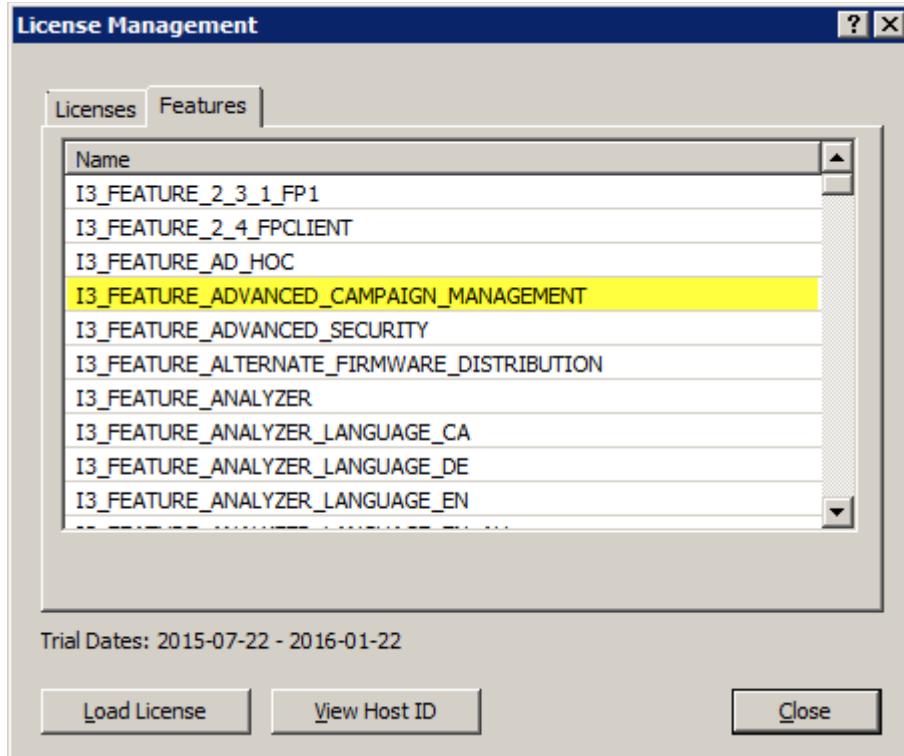 License Management
Licenses Features
Name
I3_FEATURE_2_3_1_FP1
I3_FEATURE_2_4_FPCLIENT
I3_FEATURE_AD_HOC
I3_FEATURE_ADVANCED_CAMPAIGN_MANAGEMENT
I3_FEATURE_ADVANCED_SECURITY
I3_FEATURE_ALTERNATE_FIRMWARE_DISTRIBUTION
I3_FEATURE_ANALYZER
I3_FEATURE_ANALYZER_LANGUAGE_CA
I3_FEATURE_ANALYZER_LANGUAGE_DE
I3_FEATURE_ANALYZER_LANGUAGE_EN
Trial Dates: 2015-07-22 - 2016-01-22
Load License View Host ID Close